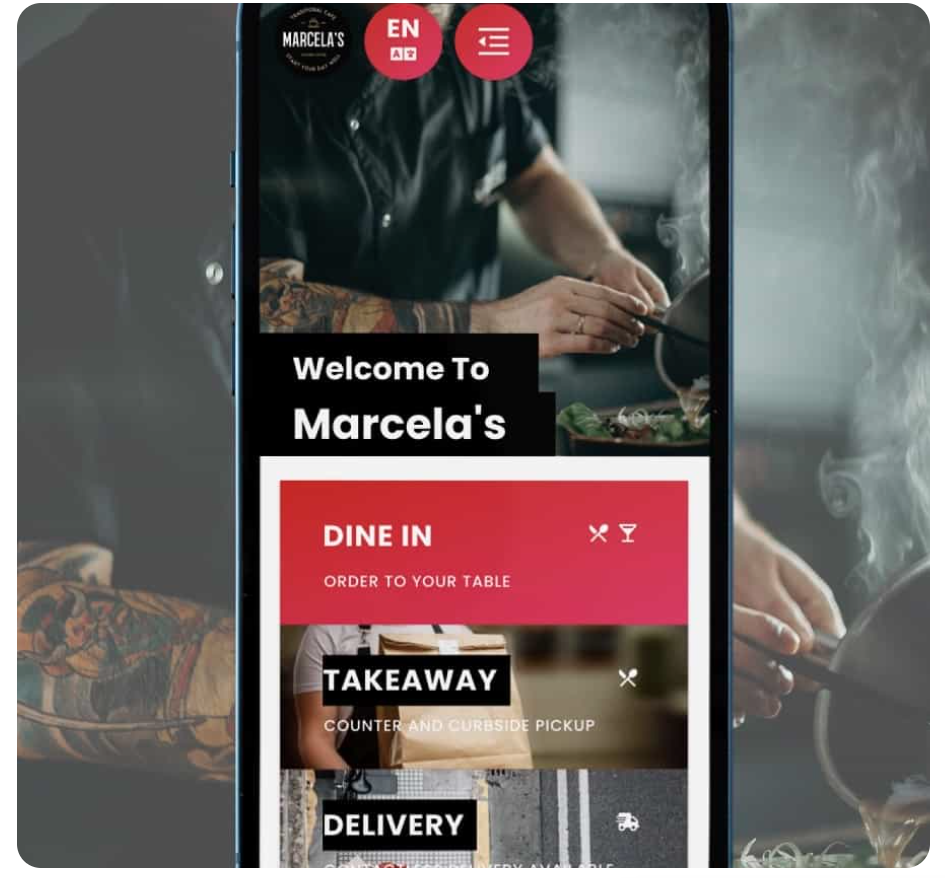 TRADITIONAL CAFE
MARCELA'S
START YOUR DAY WELL
EN
A
Welcome To
Marcela's
DINE IN
ORDER TO YOUR TABLE
TAKEAWAY
COUNTER AND CURBSIDE PICKUP
DELIVERY
CONTACTLESS DELIVERY AVAILABLE